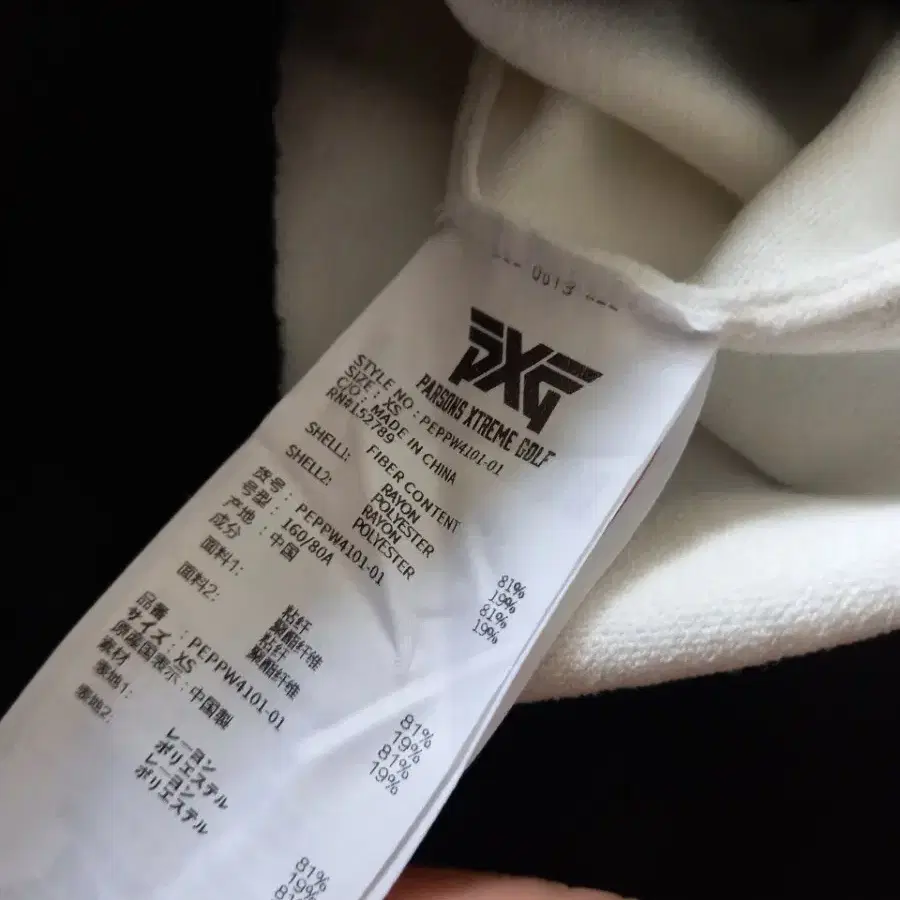 0013
PXG
PARSONS XTREME GOLF
STYLE NO : PEPPW4101-01
SIZE : XS
C/O : MADE IN CHINA
RN#152789
FIBER CONTENT
SHELL1: RAYON 81%
POLYESTER 19%
SHELL2: RAYON 81%
POLYESTER 19%
货号 : PEPPW4101-01
号型 : 160/80A
产地 : 中国
成分
面料1: 粘纤 81%
聚酯纤维 19%
面料2: 粘纤 81%
聚酯纤维 19%
品番 : PEPPW4101-01
サイズ : XS
原産国表示 : 中国製
素材
表地1: レーヨン 81%
ポリエステル 19%
表地2: レーヨン 81%
ポリエステル